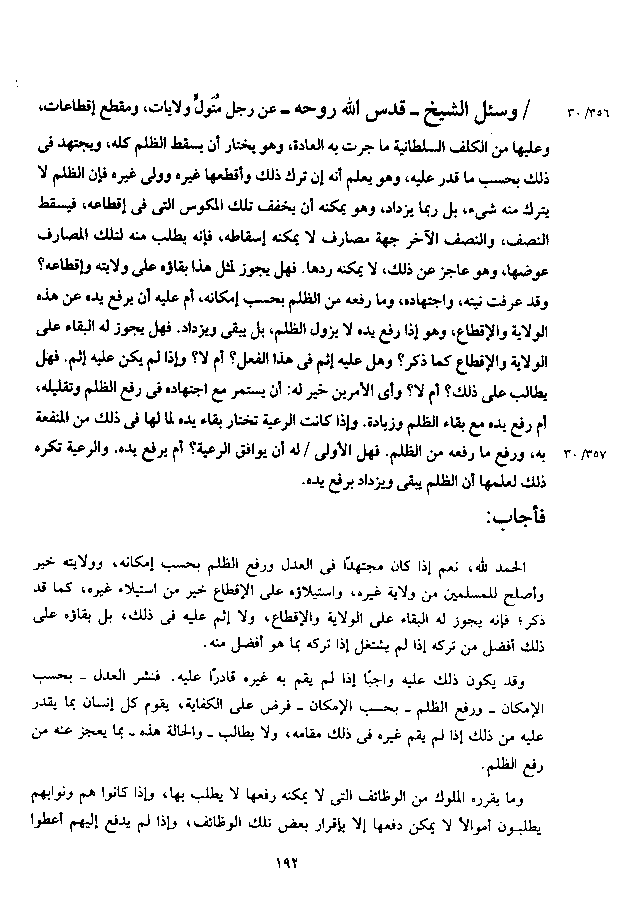 ٣٠/٣٥٦ / وسئل الشيخ ـ قدس الله روحه ـ عن رجل مُتَولٍّ ولايات، ومقطع إقطاعات،
وعليها من الكلف السلطانية ما جرت به العادة، وهو يختار أن يسقط الظلم كله، ويجتهد فى
ذلك بحسب ما قدر عليه، وهو يعلم أنه إن ترك ذلك وأقطعها غيره وولى غيره فإن الظلم لا
يترك منه شىء، بل ربما يزداد، وهو يمكنه أن يخفف تلك المكوس التى فى إقطاعه، فيسقط
النصف، والنصف الآخر جهة مصارف لا يمكنه إسقاطه، فإنه يطلب منه لتلك المصارف
عوضها، وهو عاجز عن ذلك، لا يمكنه ردها. فهل يجوز لمثل هذا بقاؤه على ولايته وإقطاعه؟
وقد عرفت نيته، واجتهاده، وما رفعه من الظلم بحسب إمكانه، أم عليه أن يرفع يده عن هذه
الولاية والإقطاع، وهو إذا رفع يده لا يزول الظلم، بل يبقى ويزداد. فهل يجوز له البقاء على
الولاية والإقطاع كما ذكر؟ وهل عليه إثم فى هذا الفعل؟ أم لا؟ وإذا لم يكن عليه إثم. فهل
يطالب على ذلك؟ أم لا؟ وأى الأمرين خير له: أن يستمر مع اجتهاده فى رفع الظلم وتقليله،
أم رفع يده مع بقاء الظلم وزيادة. وإذا كانت الرعية تختار بقاء يده لما لها فى ذلك من المنفعة
٣٠/٣٥٧ به، ورفع ما رفعه من الظلم. فهل الأولى / له أن يوافق الرعية؟ أم يرفع يده. والرعية تكره
ذلك لعلمها أن الظلم يبقى ويزداد برفع يده.
فأجاب:
الحمد لله، نعم إذا كان مجتهدًا فى العدل ورفع الظلم بحسب إمكانه، وولايته خير
وأصلح للمسلمين من ولاية غيره، واستيلاؤه على الإقطاع خير من استيلاء غيره، كما قد
ذكر؛ فإنه يجوز له البقاء على الولاية والإقطاع، ولا إثم عليه فى ذلك، بل بقاؤه على
ذلك أفضل من تركه إذا لم يشتغل إذا تركه بما هو أفضل منه.
وقد يكون ذلك عليه واجبًا إذا لم يقم به غيره قادرًا عليه. فنشر العدل ـ بحسب
الإمكان ـ ورفع الظلم ـ بحسب الإمكان ـ فرض على الكفاية، يقوم كل إنسان بما يقدر
عليه من ذلك إذا لم يقم غيره فى ذلك مقامه، ولا يطالب ـ والحالة هذه ـ بما يعجز عنه من
رفع الظلم.
وما يقرره الملوك من الوظائف التى لا يمكنه رفعها لا يطلب بها، وإذا كانوا هم ونوابهم
يطلبون أموالاً لا يمكن دفعها إلا بإقرار بعض تلك الوظائف، وإذا لم يدفع إليهم أعطوا
١٩٢